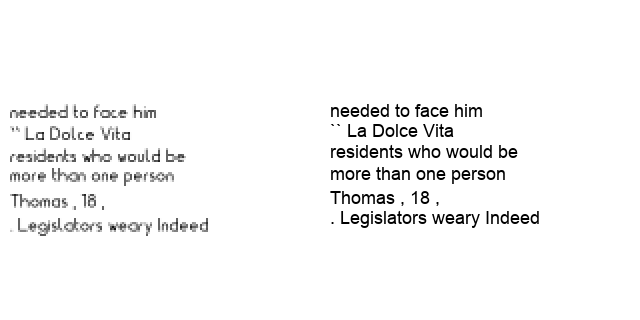 needed to face him
`` La Dolce Vita
residents who would be
more than one person
Thomas , 18 ,
. Legislators weary Indeed
needed to face him
`` La Dolce Vita
residents who would be
more than one person
Thomas , 18 ,
. Legislators weary Indeed